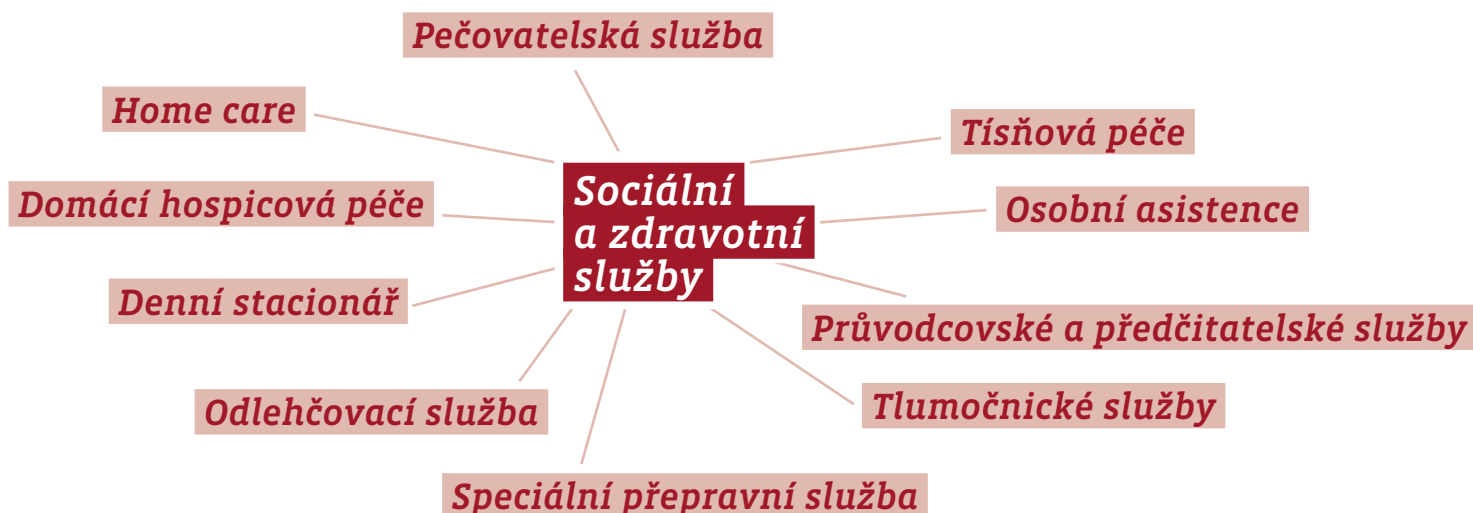 Pečovatelská služba
Home care
Tísňová péče
Sociální
a zdravotní
služby
Domácí hospicová péče
Osobní asistence
Denní stacionář
Průvodcovské a předčitatelské služby
Odlehčovací služba
Tlumočnické služby
Speciální přepravní služba